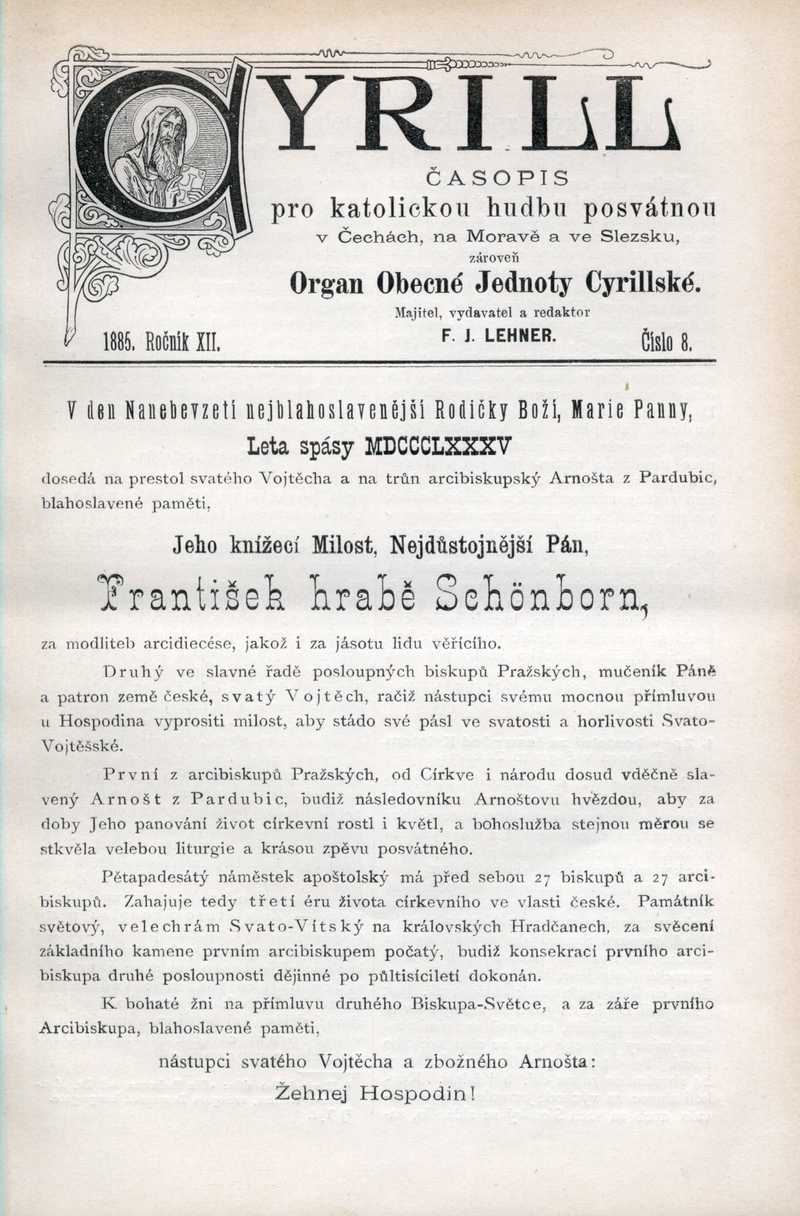 CYRILL
ČASOPIS
pro katolickou hudbu posvátnou
v Čechách, na Moravě a ve Slezsku,
zároveň
Organ Obecné Jednoty Cyrillské.
Majitel, vydavatel a redaktor
1885. Ročník XII.
F. J. LEHNER.
Číslo 8.
V den Nanebevzetí nejblahoslavenější Rodičky Boží, Marie Panny,
Leta spásy MDCCCLXXXV
dosedá na prestol svatého Vojtěcha a na trůn arcibiskupský Arnošta z Pardubic,
blahoslavené paměti,
Jeho knížecí Milost, Nejdůstojnější Pán,
František hrabě Schönborn,
za modliteb arcidiecése, jakož i za jásotu lidu věřícího.
Druhý ve slavné řadě posloupných biskupů Pražských, mučeník Páně
a patron země české, svatý Vojtěch, račiž nástupci svému mocnou přímluvou
u Hospodina vyprositi milost, aby stádo své pásl ve svatosti a horlivosti Svato-
Vojtěšské.
První z arcibiskupů Pražských, od Církve i národu dosud vděčně sla-
vený Arnošt z Pardubic, budiž následovníku Arnoštovu hvězdou, aby za
doby Jeho panování život církevní rostl i květl, a bohoslužba stejnou měrou se
stkvěla velebou liturgie a krásou zpěvu posvátného.
Pětapadesátý náměstek apoštolský má před sebou 27 biskupů a 27 arci-
biskupů. Zahajuje tedy třetí éru života církevního ve vlasti české. Památník
světový, velechrám Svato-Vítský na královských Hradčanech, za svěcení
základního kamene prvním arcibiskupem počatý, budiž konsekrací prvního arci-
biskupa druhé posloupnosti dějinné po půltisíciletí dokonán.
K bohaté žni na přímluvu druhého Biskupa-Světce, a za záře prvního
Arcibiskupa, blahoslavené paměti,
nástupci svatého Vojtěcha a zbožného Arnošta:
Žehnej Hospodin!